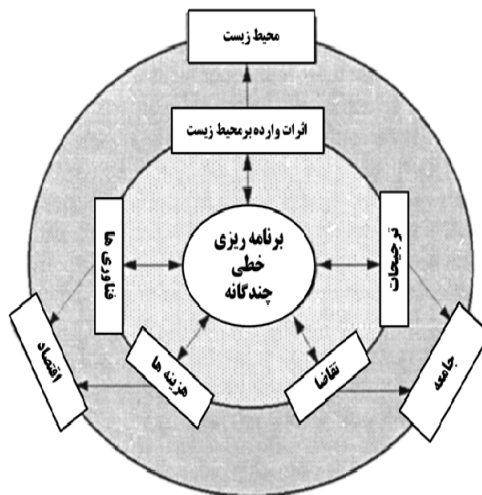 محیط زیست
اثرات وارده بر محیط زیست
برنامه ریزی
خطی
چندگانه
ترجیحات
فناوری ها
تقاضا
هزینه ها
جامعه
اقتصاد